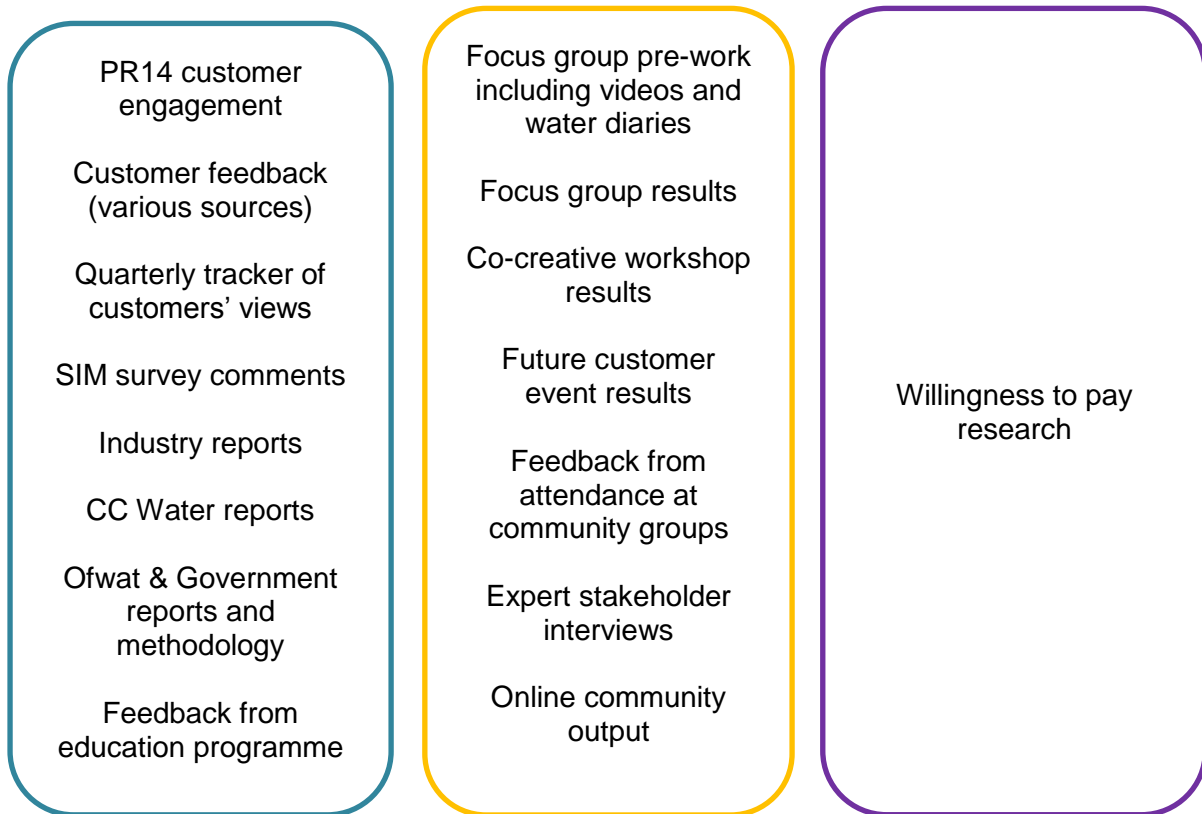 PR14 customer
engagement
Customer feedback
(various sources)
Quarterly tracker of
customers’ views
SIM survey comments
Industry reports
CC Water reports
Ofwat & Government
reports and
methodology
Feedback from
education programme
Focus group pre-work
including videos and
water diaries
Focus group results
Co-creative workshop
results
Future customer
event results
Feedback from
attendance at
community groups
Expert stakeholder
interviews
Online community
output
Willingness to pay
research